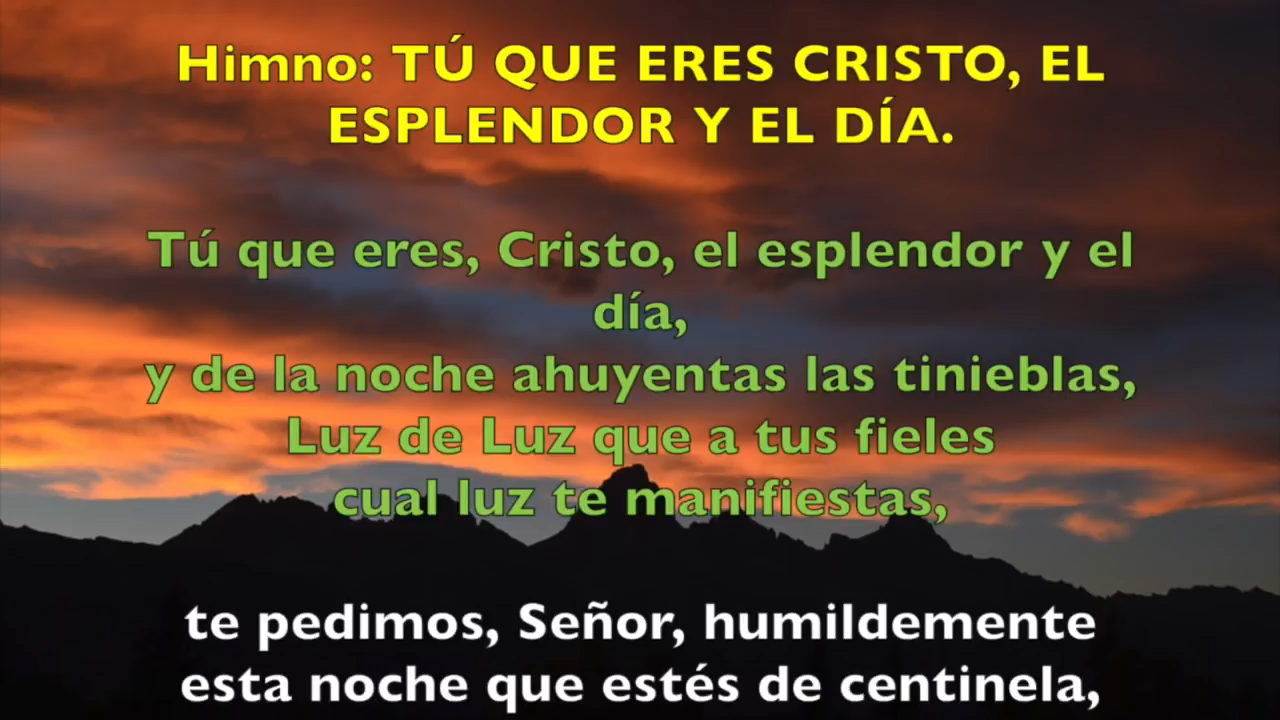 Himno: TÚ QUE ERES CRISTO, EL
ESPLENDOR Y EL DÍA.
Tú que eres, Cristo, el esplendor y el
día,
y de la noche ahuyentas las tinieblas,
Luz de Luz que a tus fieles
cual luz te manifiestas,
te pedimos, Señor, humildemente
esta noche que estés de centinela,